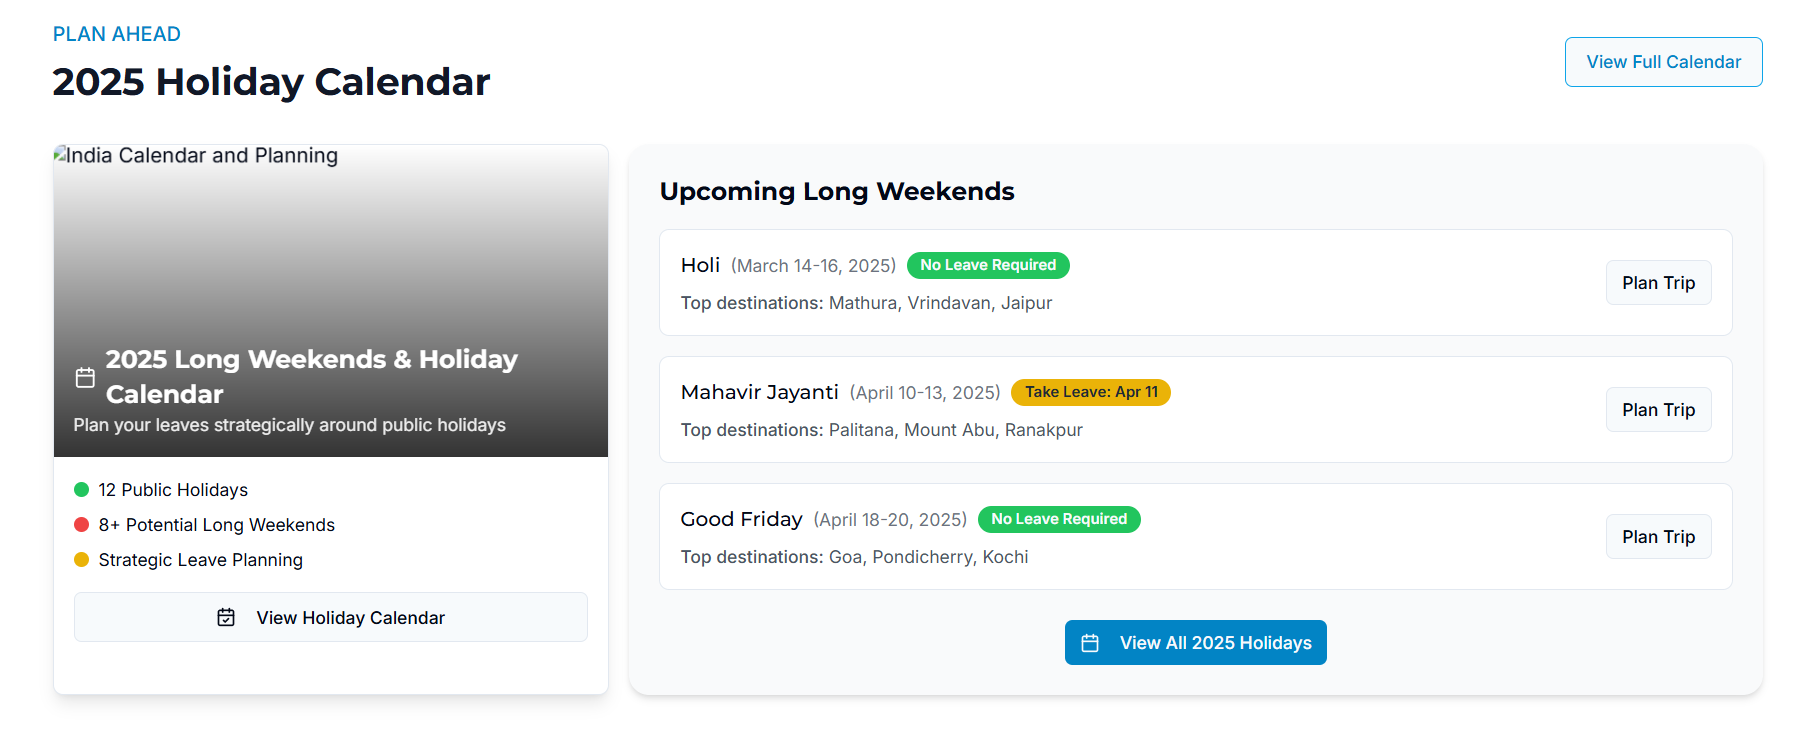 PLAN AHEAD
2025 Holiday Calendar
View Full Calendar
India Calendar and Planning
2025 Long Weekends & Holiday
Calendar
Plan your leaves strategically around public holidays
12 Public Holidays
8+ Potential Long Weekends
Strategic Leave Planning
View Holiday Calendar
Upcoming Long Weekends
Holi (March 14-16, 2025) No Leave Required
Top destinations: Mathura, Vrindavan, Jaipur
Plan Trip
Mahavir Jayanti (April 10-13, 2025) Take Leave: Apr 11
Top destinations: Palitana, Mount Abu, Ranakpur
Plan Trip
Good Friday (April 18-20, 2025) No Leave Required
Top destinations: Goa, Pondicherry, Kochi
Plan Trip
View All 2025 Holidays